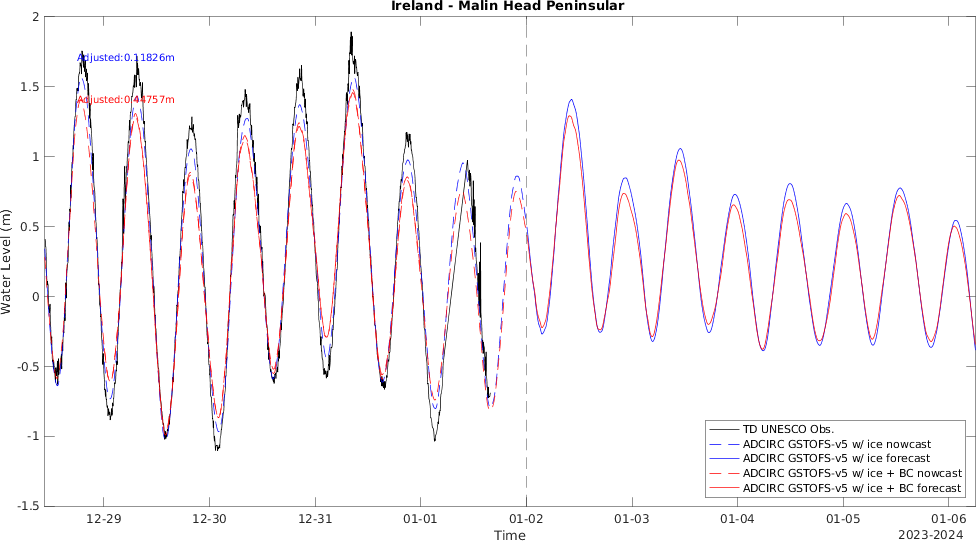 Ireland - Malin Head Peninsular
2
1.5
1
0.5
0
-0.5
-1
-1.5
Water Level (m)
Adjusted:0.11826m
Adjusted:0.44757m
TD UNESCO Obs.
ADCIRC GSTOFS-v5 w/ ice nowcast
ADCIRC GSTOFS-v5 w/ ice forecast
ADCIRC GSTOFS-v5 w/ ice + BC nowcast
ADCIRC GSTOFS-v5 w/ ice + BC forecast
12-29 12-30 12-31 01-01 01-02 01-03 01-04 01-05 01-06
Time
2023-2024